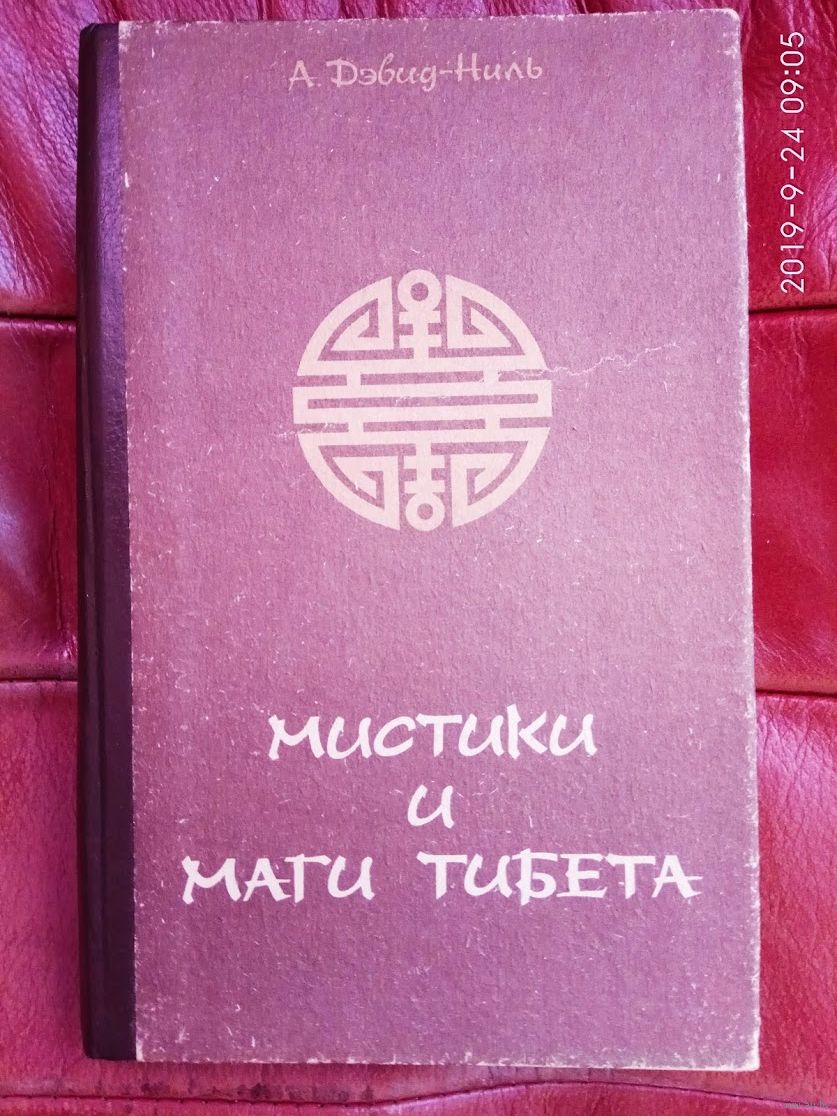 А. Дэвид-Ниль
МИСТИКИ
И
МАГИ ТИБЕТА
2019-9-24 09:05